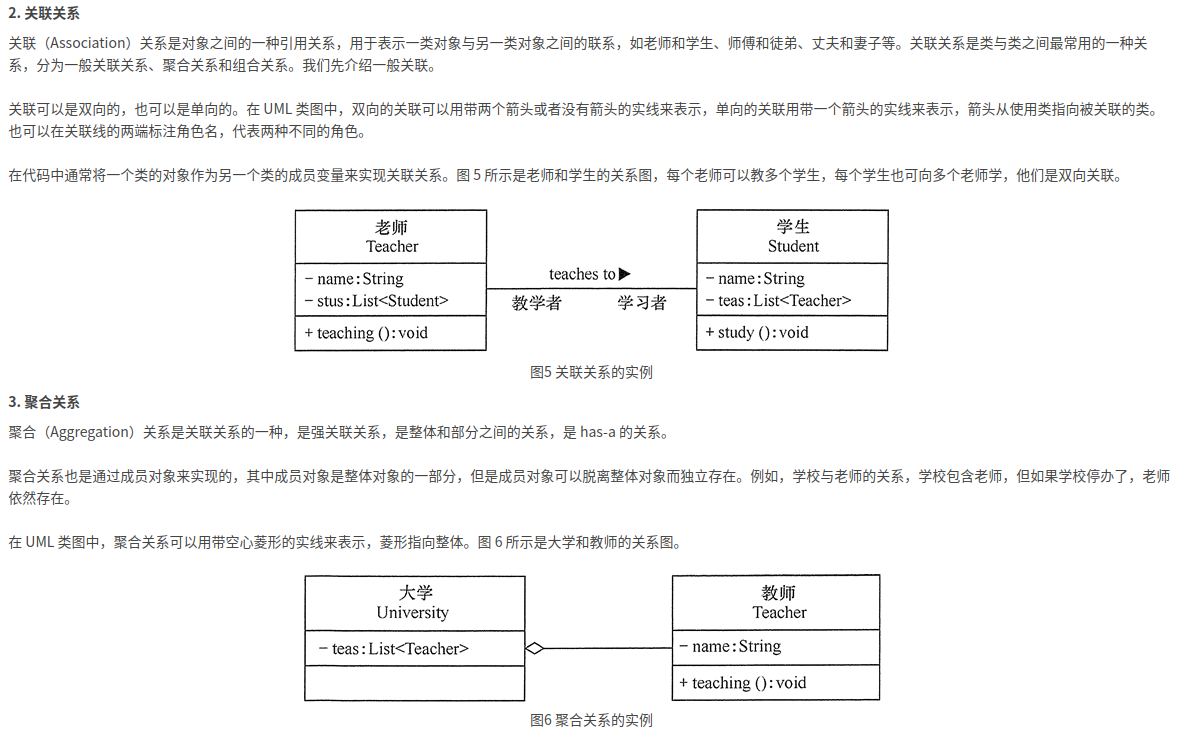 2. 关联关系
关联（Association）关系是对象之间的一种引用关系，用于表示一类对象与另一类对象之间的联系，如老师和学生、师傅和徒弟、丈夫和妻子等。关联关系是类与类之间最常用的一种关
系，分为一般关联关系、聚合关系和组合关系。我们先介绍一般关联。
关联可以是双向的，也可以是单向的。在 UML 类图中，双向的关联可以用带两个箭头或者没有箭头的实线来表示，单向的关联用带一个箭头的实线来表示，箭头从使用类指向被关联的类。
也可以在关联线的两端标注角色名，代表两种不同的角色。
在代码中通常将一个类的对象作为另一个类的成员变量来实现关联关系。图 5 所示是老师和学生的关系图，每个老师可以教多个学生，每个学生也可向多个老师学，他们是双向关联。
老师
Teacher
- name:String
- stus:List<Student>
+ teaching ():void
teaches to▶
教学者 学习者
学生
Student
- name:String
- teas:List<Teacher>
+ study ():void
图5 关联关系的实例
3. 聚合关系
聚合（Aggregation）关系是关联关系的一种，是强关联关系，是整体和部分之间的关系，是 has-a 的关系。
聚合关系也是通过成员对象来实现的，其中成员对象是整体对象的一部分，但是成员对象可以脱离整体对象而独立存在。例如，学校与老师的关系，学校包含老师，但如果学校停办了，老师
依然存在。
在 UML 类图中，聚合关系可以用带空心菱形的实线来表示，菱形指向整体。图 6 所示是大学和教师的关系图。
大学
University
- teas:List<Teacher>
教师
Teacher
- name:String
+ teaching ():void
图6 聚合关系的实例